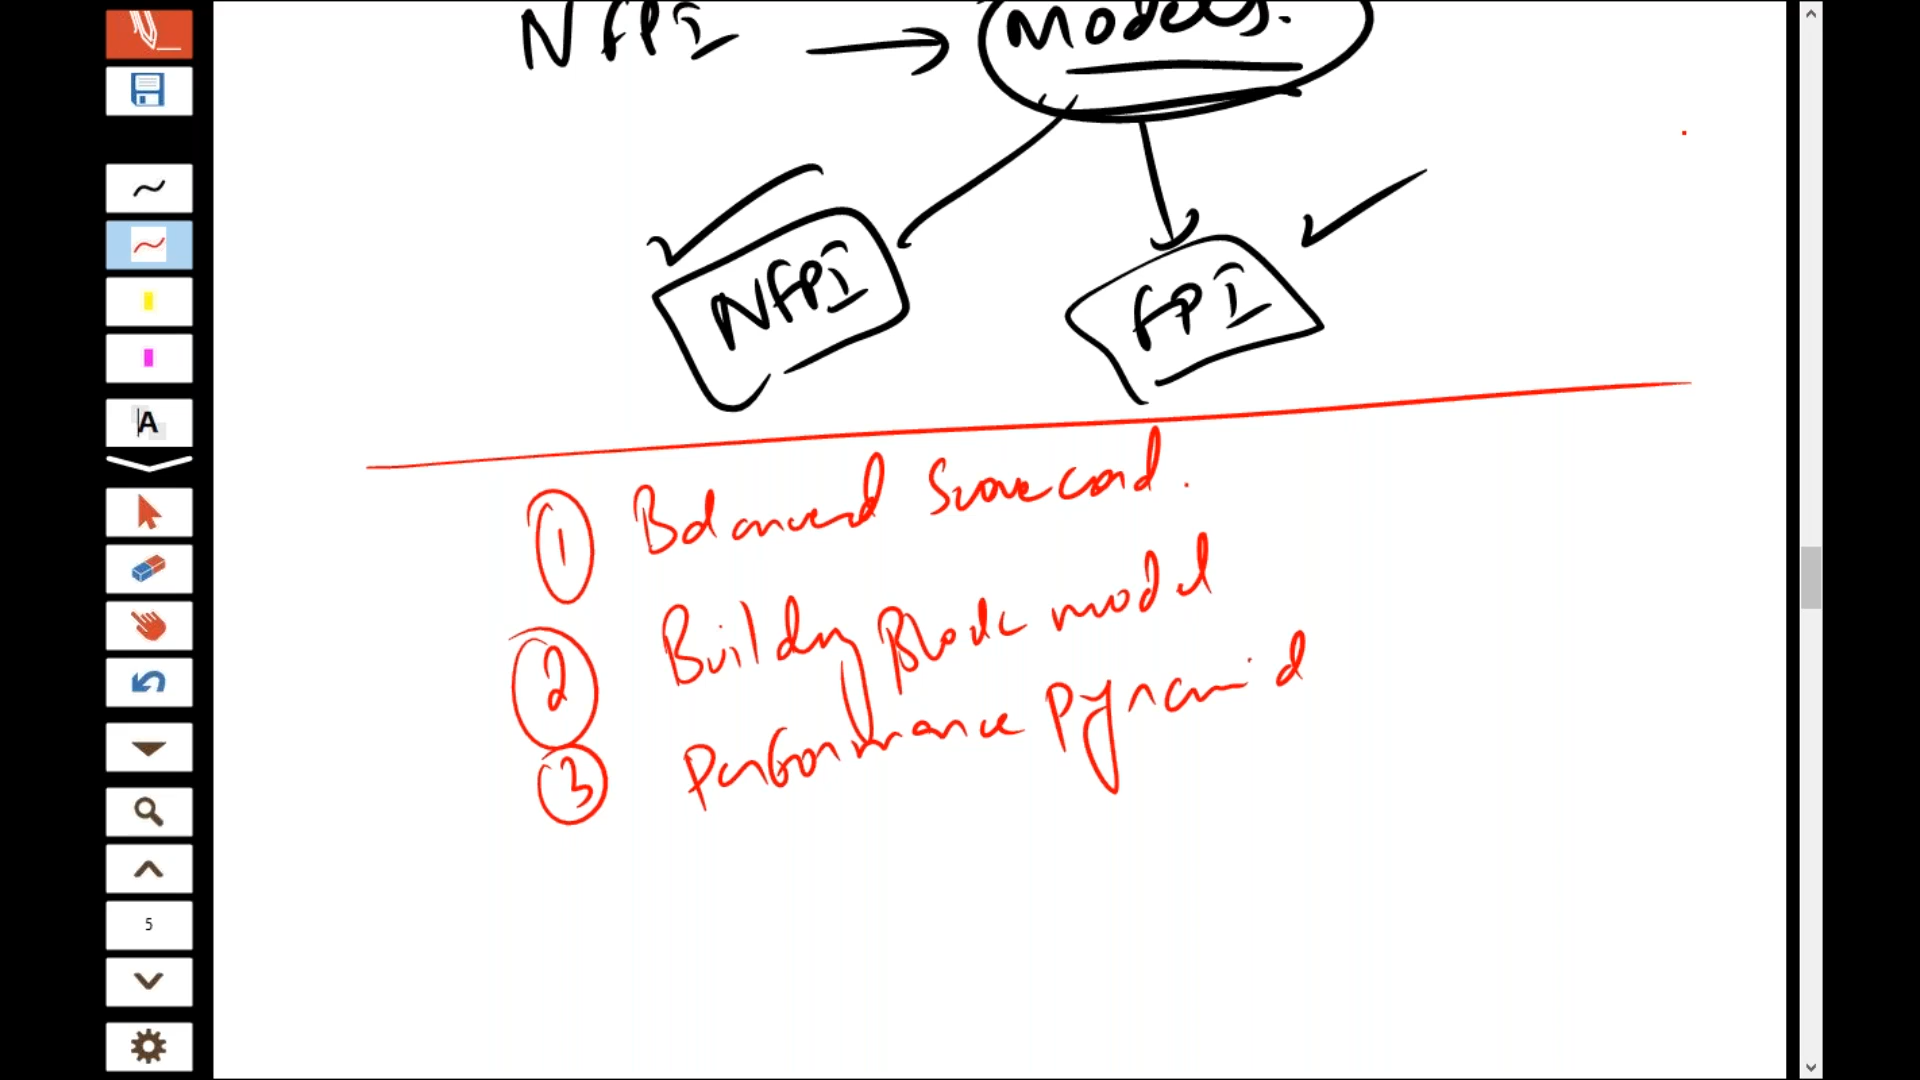 NFPI → Models.
NFPI FPI
1 Balanced Scorecard.
2 Building Block model
3 Performance Pyramid
A
5